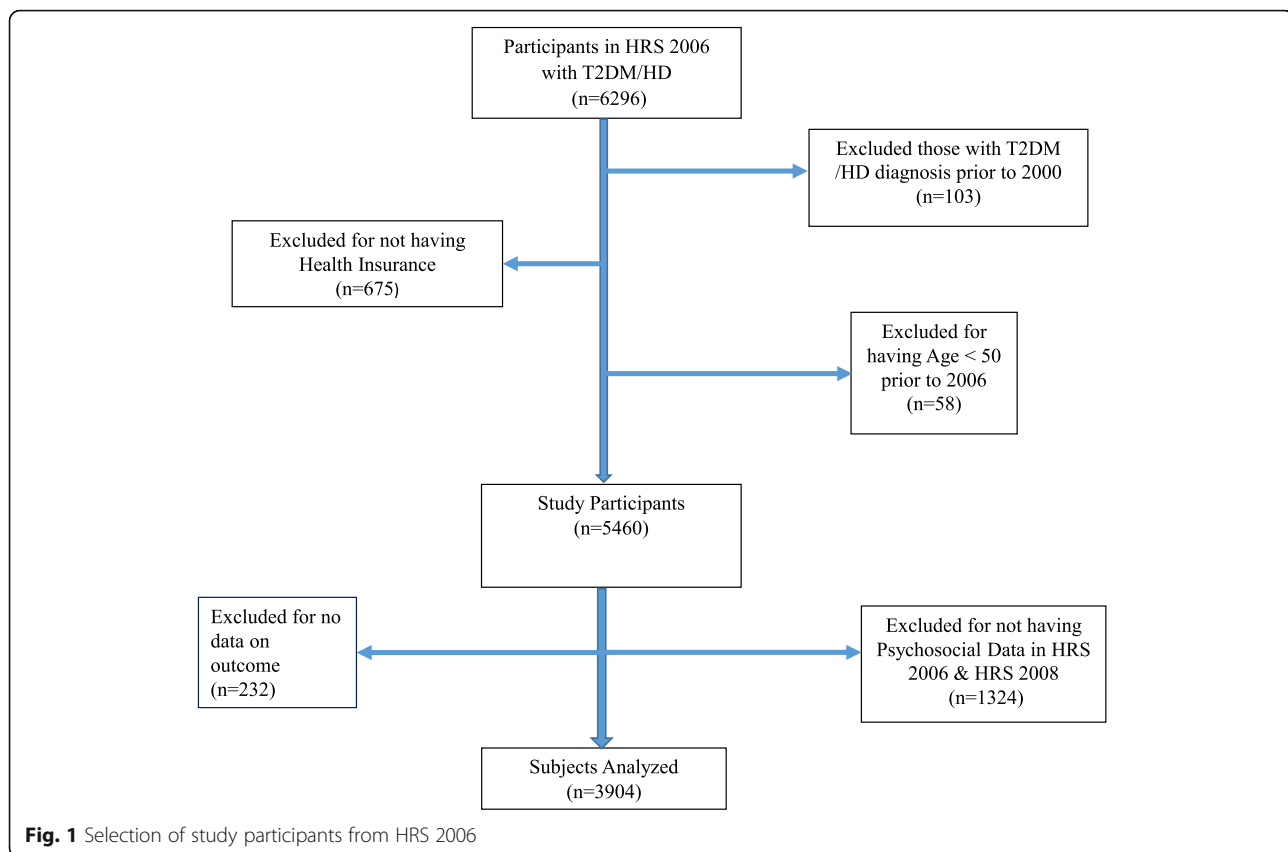 Participants in HRS 2006
with T2DM/HD
(n=6296)
Excluded those with T2DM
/HD diagnosis prior to 2000
(n=103)
Excluded for not having
Health Insurance
(n=675)
Excluded for
having Age < 50
prior to 2006
(n=58)
Study Participants
(n=5460)
Excluded for no
data on
outcome
(n=232)
Excluded for not having
Psychosocial Data in HRS
2006 & HRS 2008
(n=1324)
Subjects Analyzed
(n=3904)
Fig. 1 Selection of study participants from HRS 2006